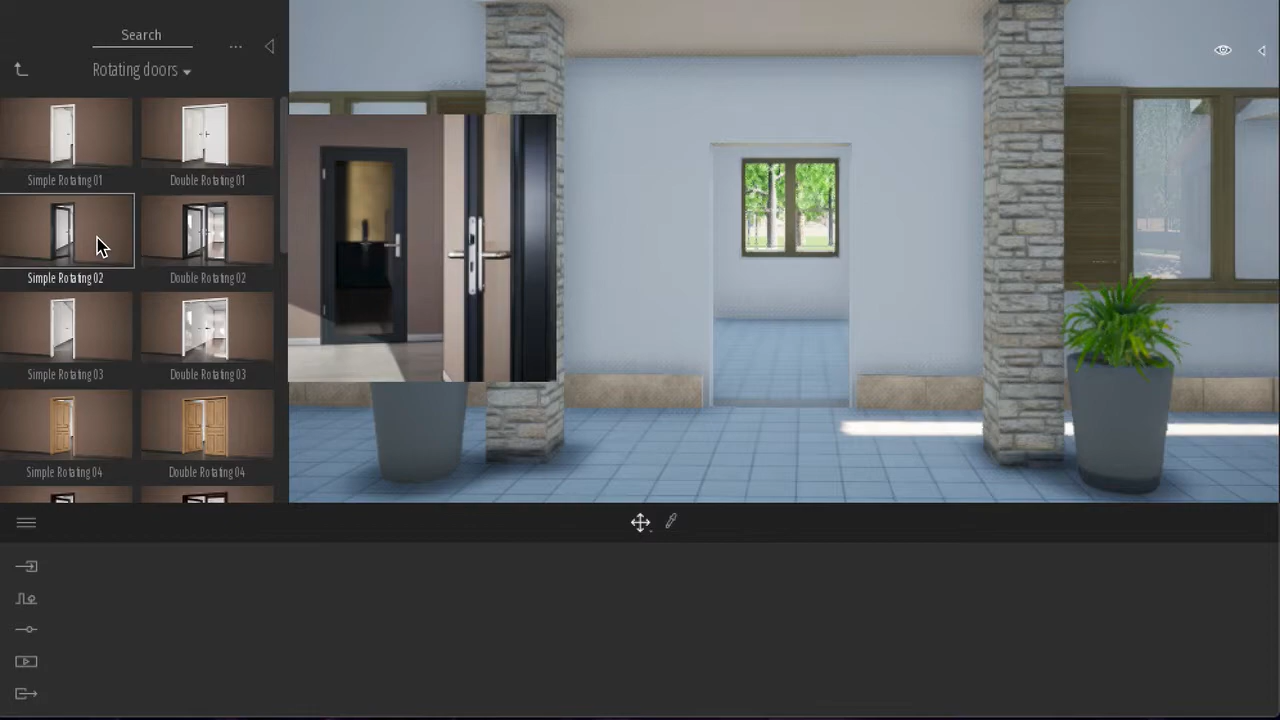 Search
...
Rotating doors
Simple Rotating 01
Double Rotating 01
Simple Rotating 02
Double Rotating 02
Simple Rotating 03
Double Rotating 03
Simple Rotating 04
Double Rotating 04